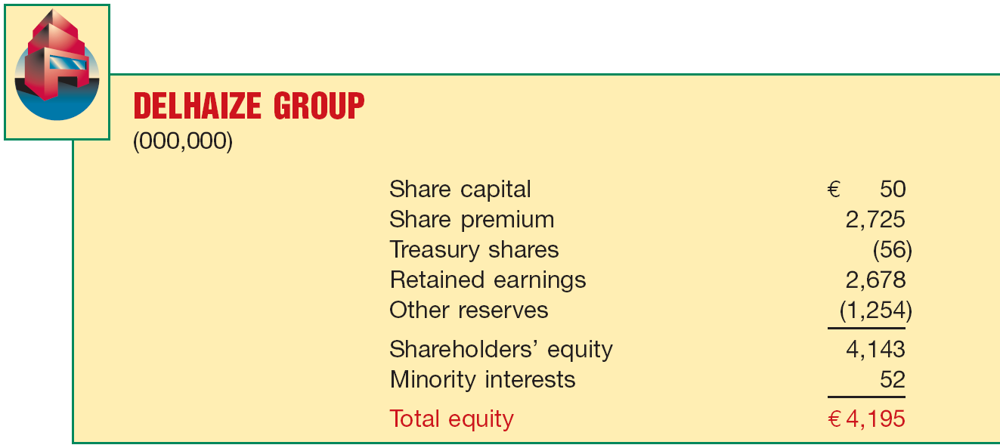 DELHAIZE GROUP
(000,000)
Share capital € 50
Share premium 2,725
Treasury shares (56)
Retained earnings 2,678
Other reserves (1,254)
Shareholders’ equity 4,143
Minority interests 52
Total equity € 4,195